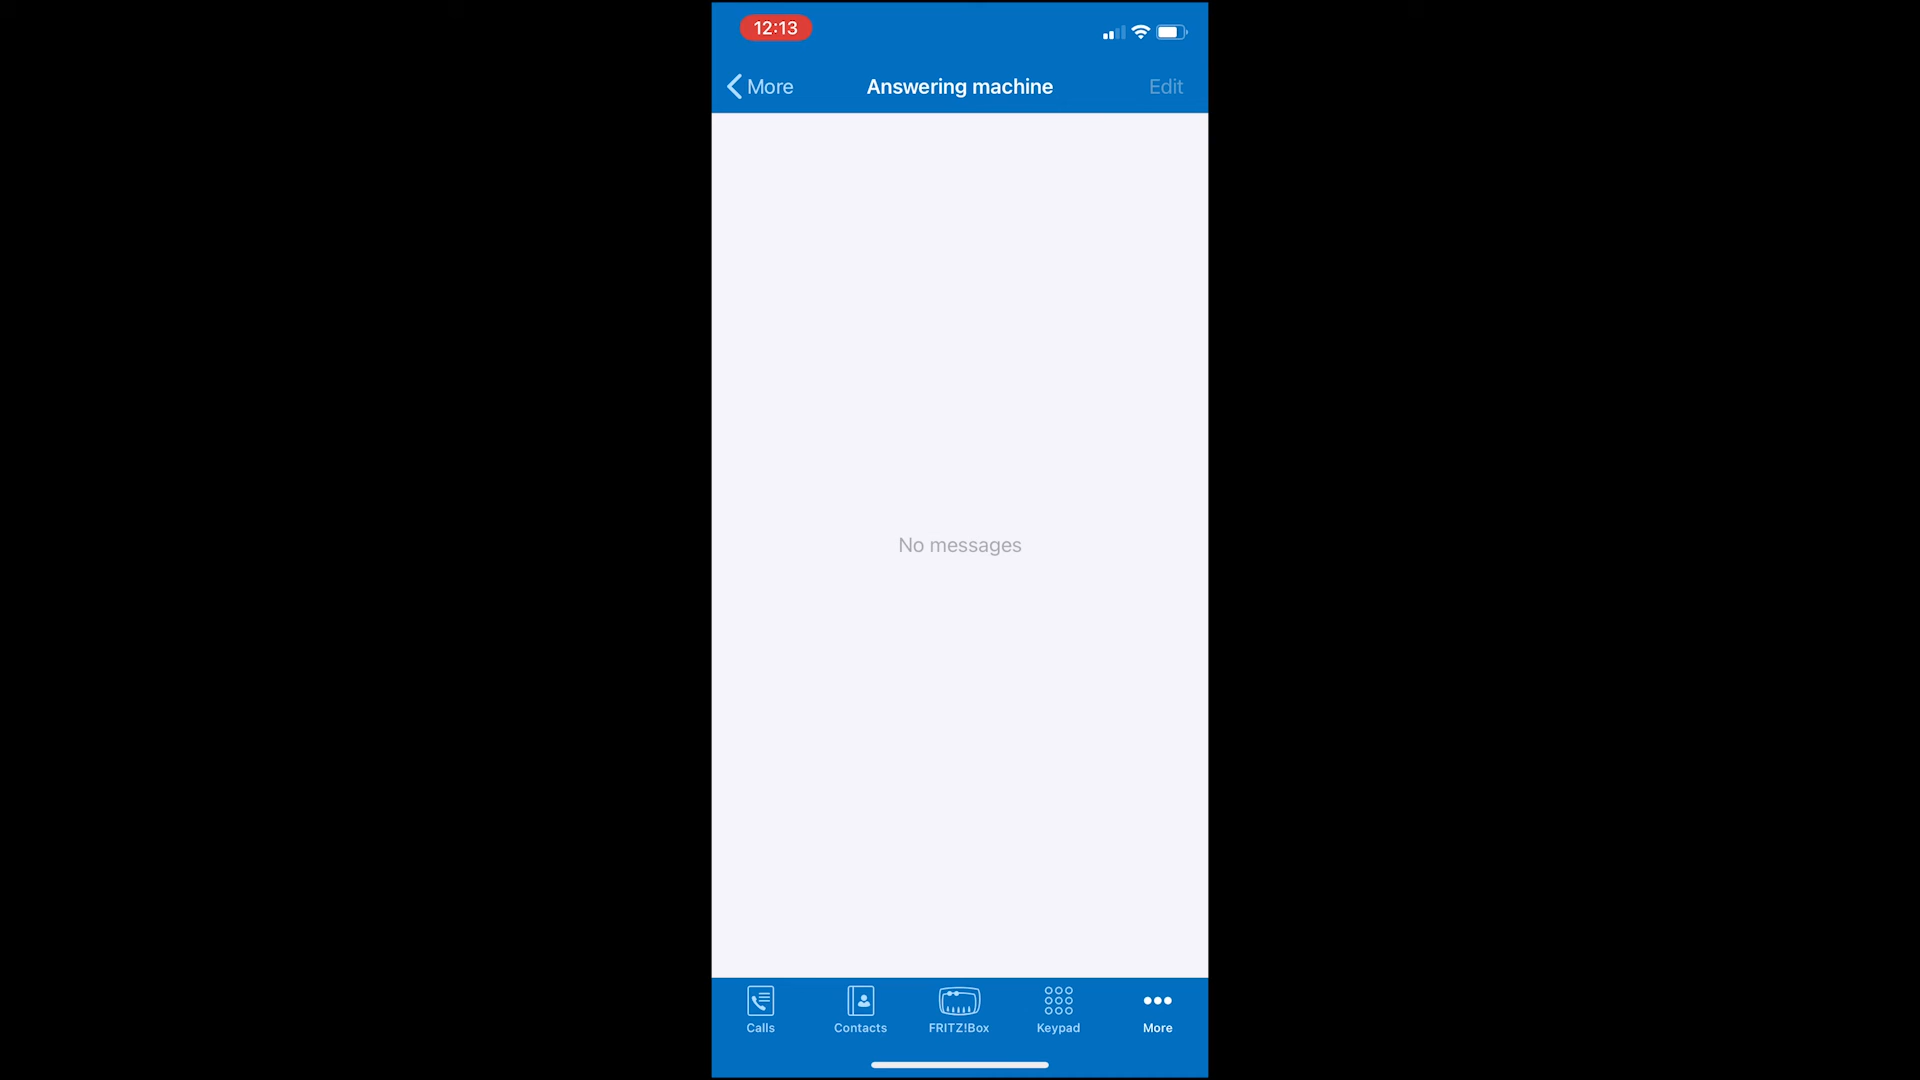 12:13
More
Answering machine
Edit
No messages
Calls
Contacts
FRITZ!Box
Keypad
More